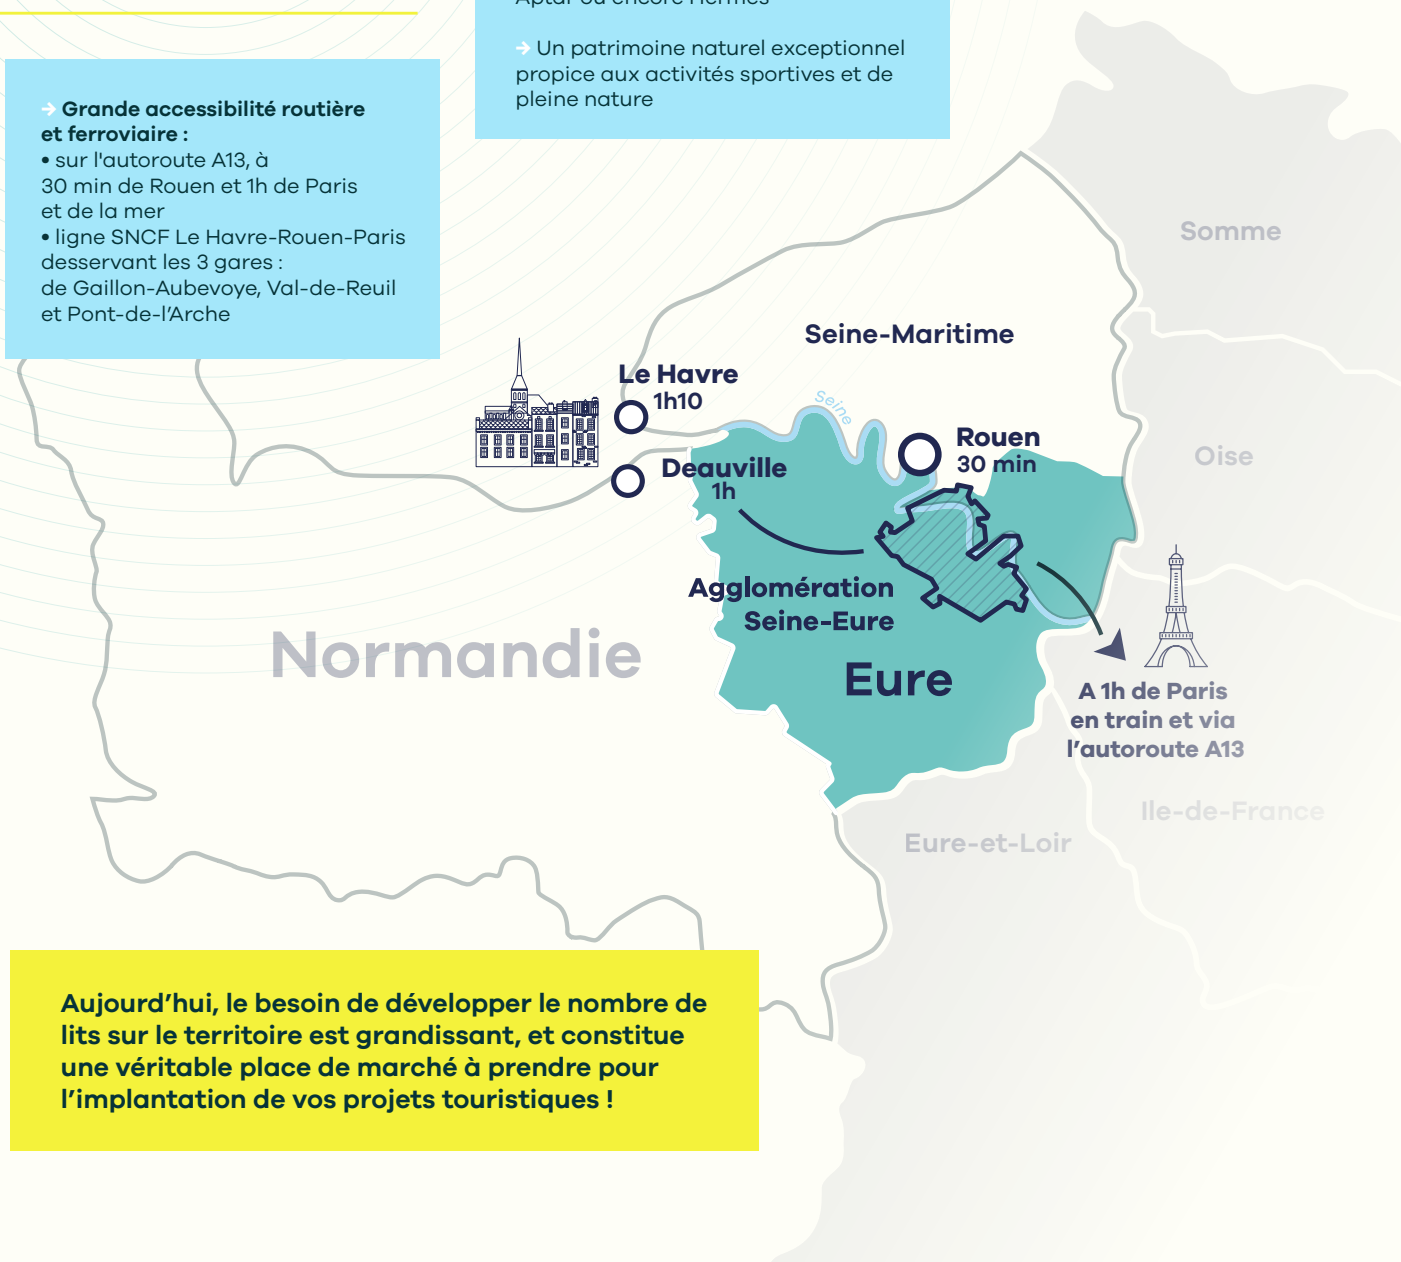 Aptar ou encore Hermès
→ Un patrimoine naturel exceptionnel
propice aux activités sportives et de
pleine nature
→ Grande accessibilité routière
et ferroviaire :
• sur l'autoroute A13, à
30 min de Rouen et 1h de Paris
et de la mer
• ligne SNCF Le Havre-Rouen-Paris
desservant les 3 gares :
de Gaillon-Aubevoye, Val-de-Reuil
et Pont-de-l’Arche
Somme
Seine-Maritime
Le Havre
1h10
Seine
Rouen
30 min
Oise
Deauville
1h
Agglomération
Seine-Eure
Normandie
Eure
A 1h de Paris
en train et via
l’autoroute A13
Ile-de-France
Eure-et-Loir
Aujourd’hui, le besoin de développer le nombre de
lits sur le territoire est grandissant, et constitue
une véritable place de marché à prendre pour
l’implantation de vos projets touristiques !